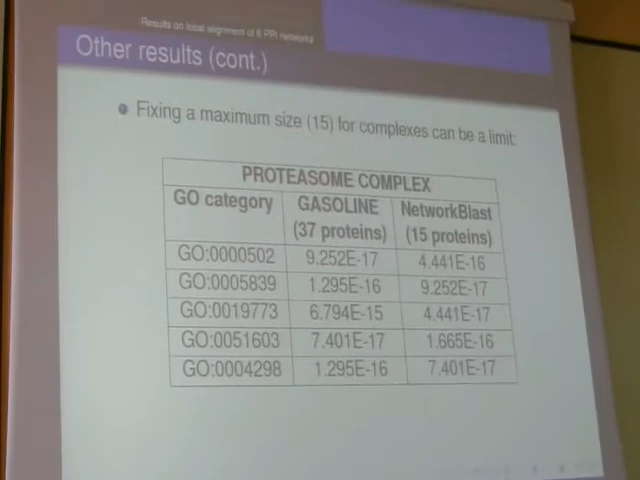 Results on local alignment of 6 PPI networks
Other results (cont.)
Fixing a maximum size (15) for complexes can be a limit:
PROTEASOME COMPLEX
GO category GASOLINE NetworkBlast
(37 proteins) (15 proteins)
GO:0000502 9.252E-17 4.441E-16
GO:0005839 1.295E-16 9.252E-17
GO:0019773 6.794E-15 4.441E-17
GO:0051603 7.401E-17 1.665E-16
GO:0004298 1.295E-16 7.401E-17